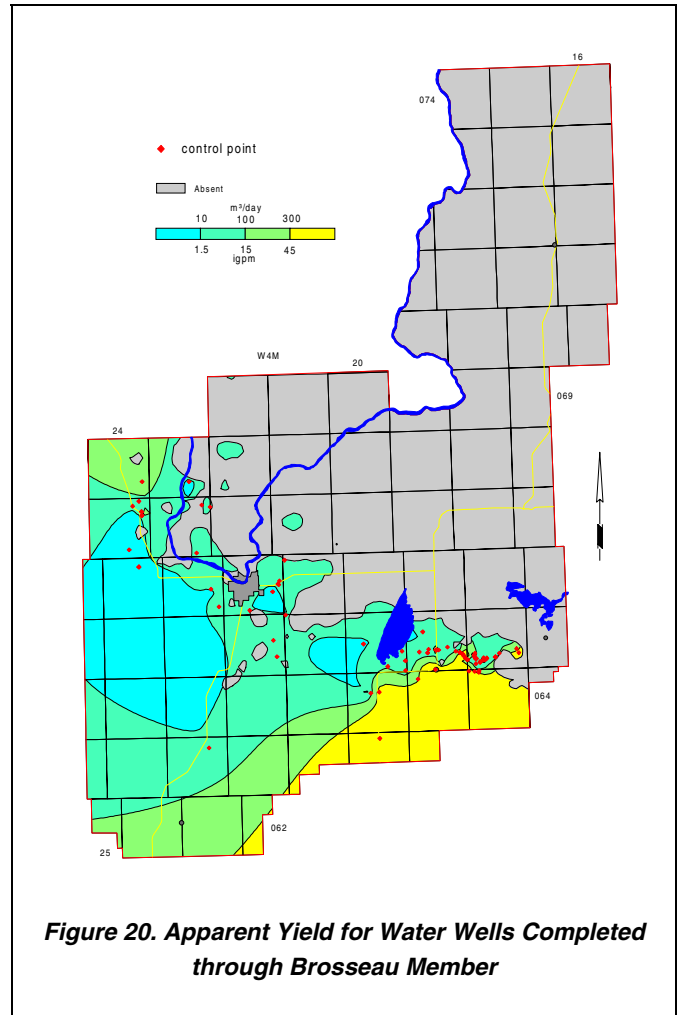 16
074
control point
Absent
m³/day
10 100 300
1.5 15 45
igpm
W4M 20
069
24
064
062
25
Figure 20. Apparent Yield for Water Wells Completed
through Brosseau Member